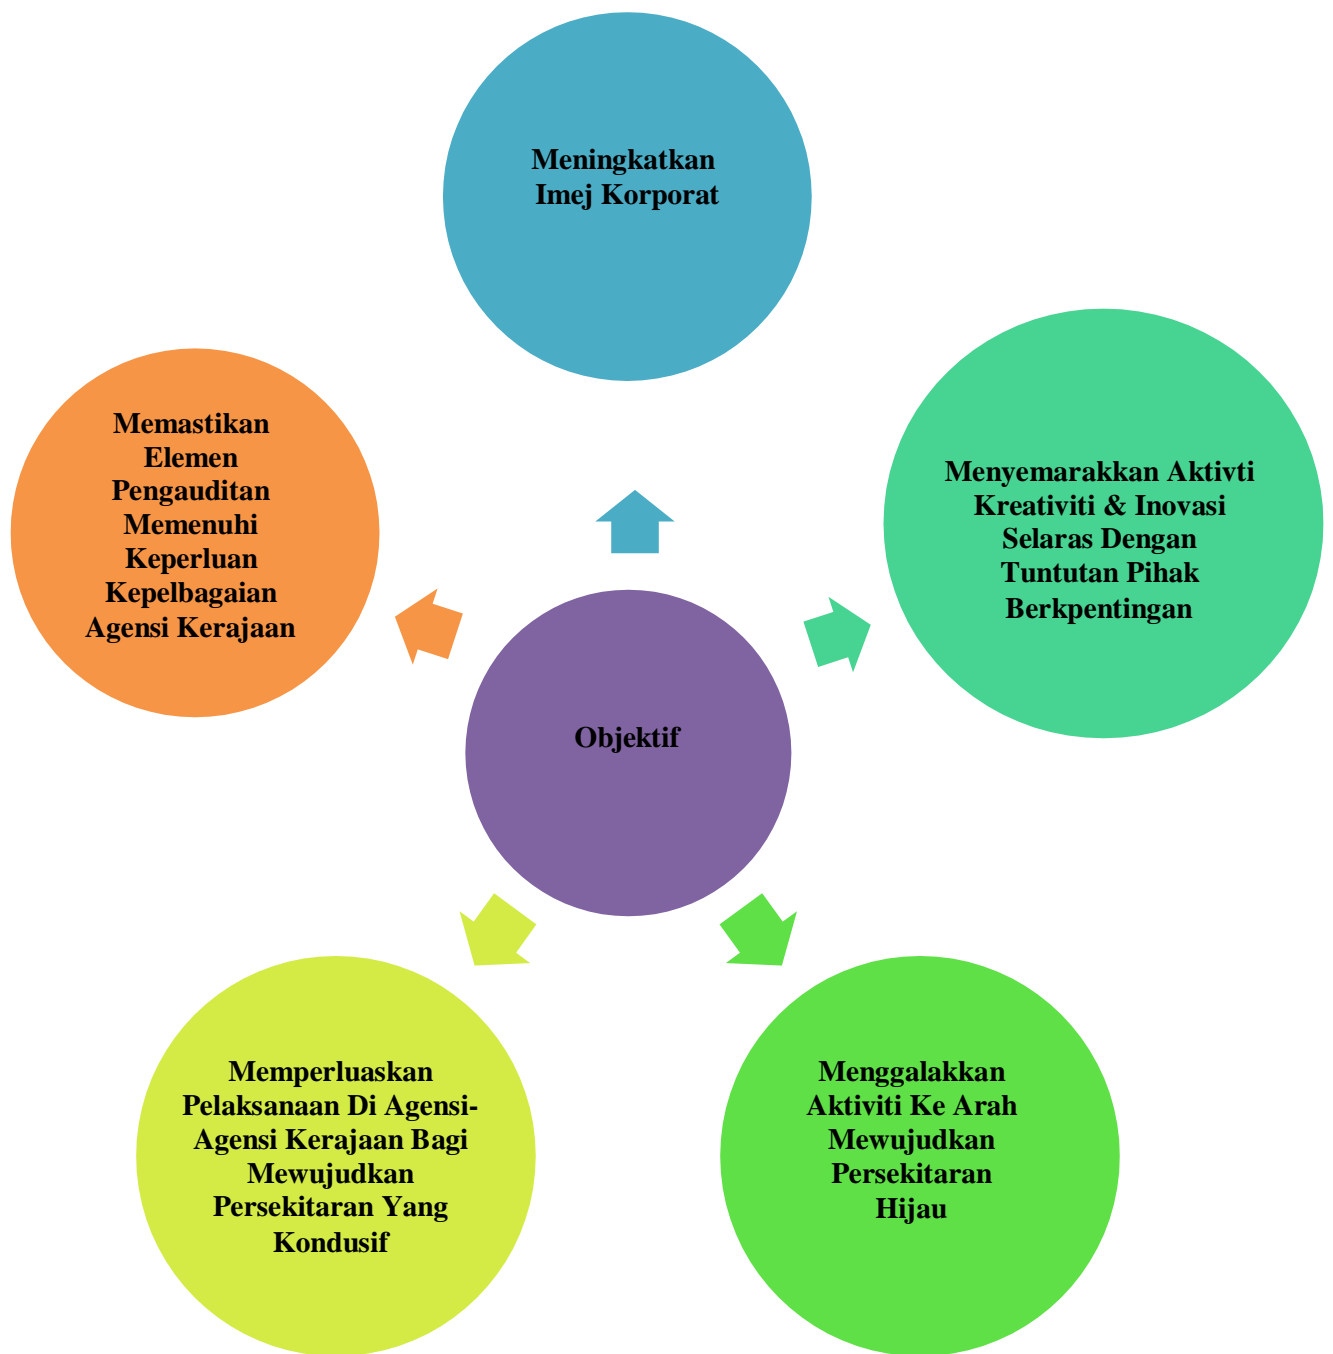 Meningkatkan
Imej Korporat
Memastikan
Elemen
Pengauditan
Memenuhi
Keperluan
Kepelbagaian
Agensi Kerajaan
Menyemarakkan Aktivti
Kreativiti & Inovasi
Selaras Dengan
Tuntutan Pihak
Berkpentingan
Objektif
Memperluaskan
Pelaksanaan Di Agensi-
Agensi Kerajaan Bagi
Mewujudkan
Persekitaran Yang
Kondusif
Menggalakkan
Aktiviti Ke Arah
Mewujudkan
Persekitaran
Hijau